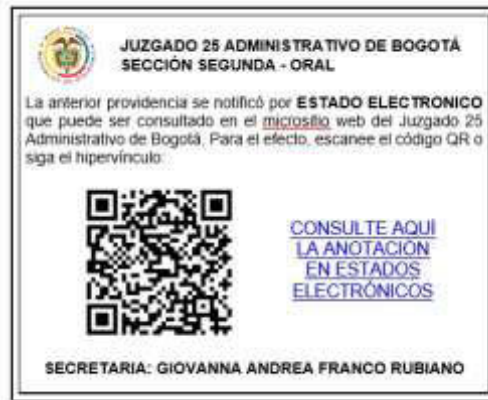 JUZGADO 25 ADMINISTRATIVO DE BOGOTÁ
SECCIÓN SEGUNDA - ORAL
La anterior providencia se notificó por ESTADO ELECTRONICO
que puede ser consultado en el micrositio web del Juzgado 25
Administrativo de Bogotá. Para el efecto, escanee el código QR o
siga el hipervínculo:
CONSULTE AQUÍ
LA ANOTACIÓN
EN ESTADOS
ELECTRÓNICOS
SECRETARIA: GIOVANNA ANDREA FRANCO RUBIANO